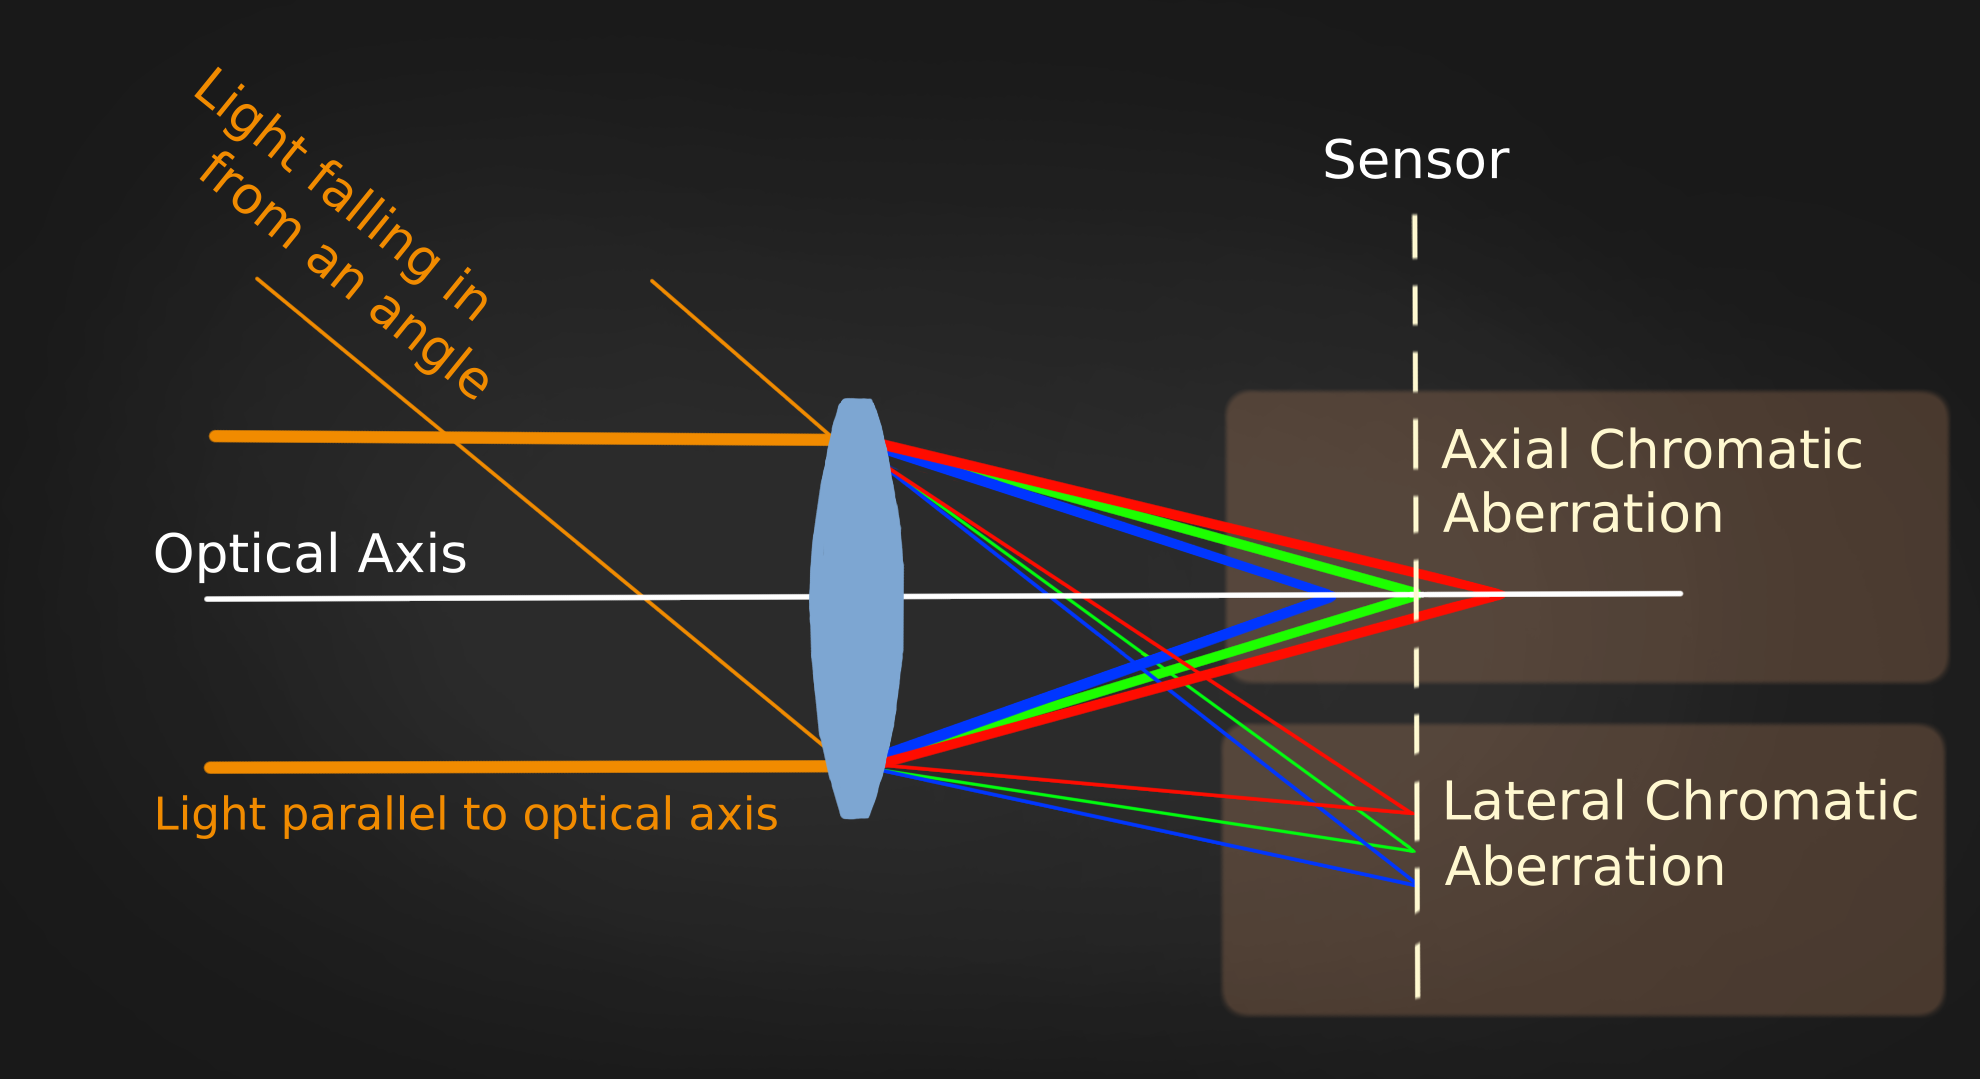 Light falling in
from an angle
Sensor
Axial Chromatic
Aberration
Optical Axis
Light parallel to optical axis
Lateral Chromatic
Aberration